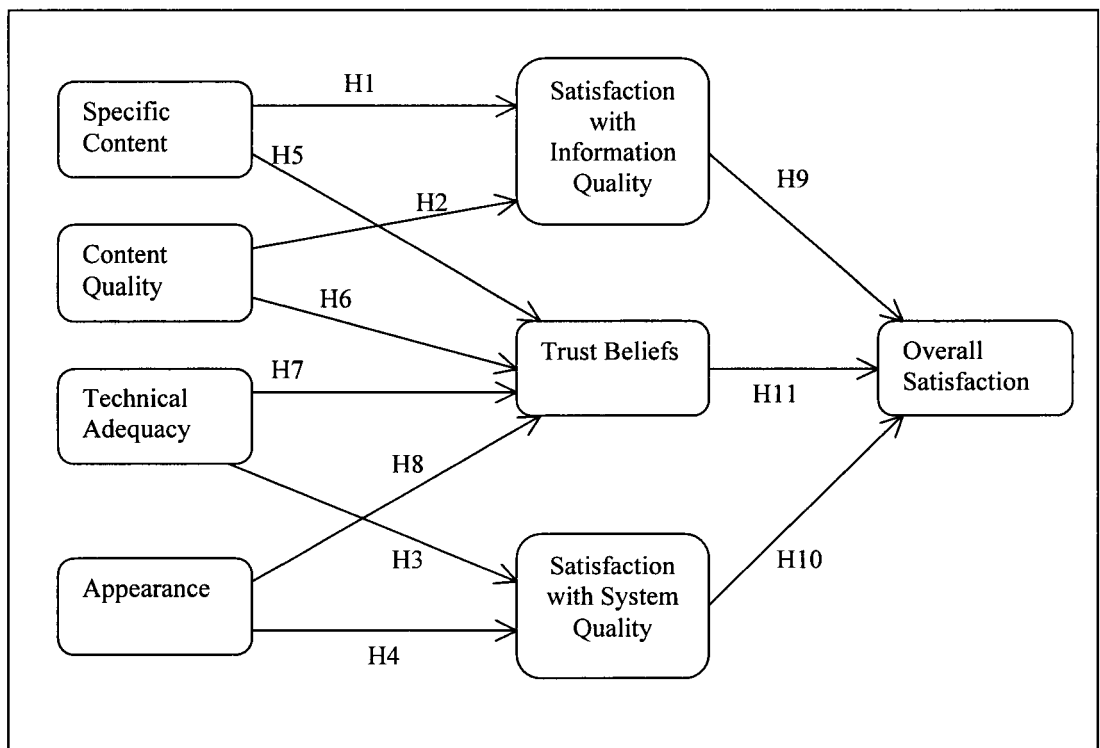 H1
Specific
Content
Satisfaction
with
Information
Quality
H5
H9
H2
Content
Quality
H6
Trust Beliefs
Overall
Satisfaction
H7
H11
Technical
Adequacy
H8
H3
H10
Appearance
Satisfaction
with System
Quality
H4